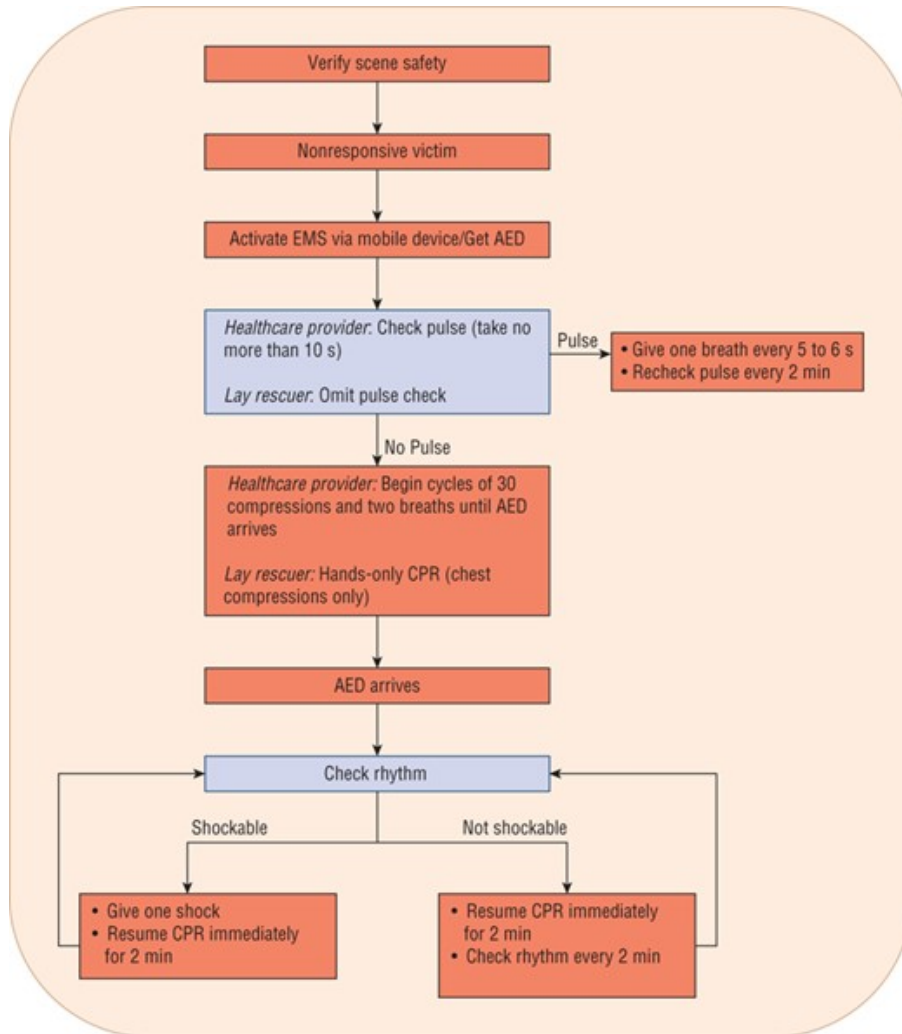 Verify scene safety
Nonresponsive victim
Activate EMS via mobile device/Get AED
Healthcare provider: Check pulse (take no
more than 10 s)
Lay rescuer: Omit pulse check
Pulse
• Give one breath every 5 to 6 s
• Recheck pulse every 2 min
No Pulse
Healthcare provider: Begin cycles of 30
compressions and two breaths until AED
arrives
Lay rescuer: Hands-only CPR (chest
compressions only)
AED arrives
Check rhythm
Shockable
Not shockable
• Give one shock
• Resume CPR immediately
for 2 min
• Resume CPR immediately
for 2 min
• Check rhythm every 2 min